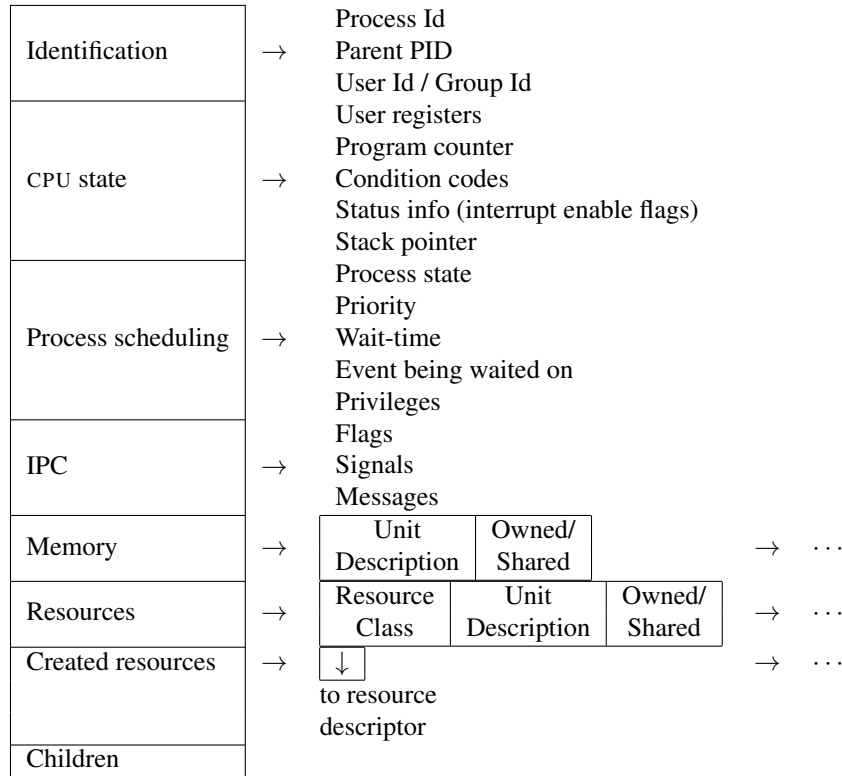 Process Id
Identification → Parent PID
User Id / Group Id
User registers
Program counter
CPU state → Condition codes
Status info (interrupt enable flags)
Stack pointer
Process state
Priority
Process scheduling → Wait-time
Event being waited on
Privileges
Flags
IPC → Signals
Messages
Memory → Unit Description Owned/ Shared → · · ·
Resources → Resource Class Unit Description Owned/ Shared → · · ·
Created resources → ↓ → · · ·
to resource
descriptor
Children